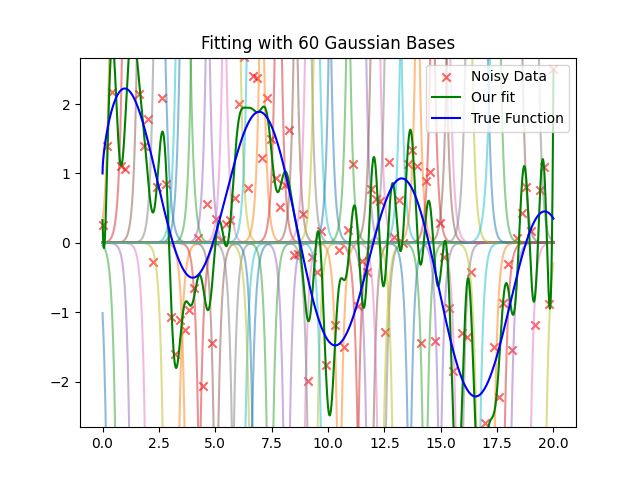 Fitting with 60 Gaussian Bases
Noisy Data
Our fit
True Function
2
1
0
−1
−2
0.0 2.5 5.0 7.5 10.0 12.5 15.0 17.5 20.0